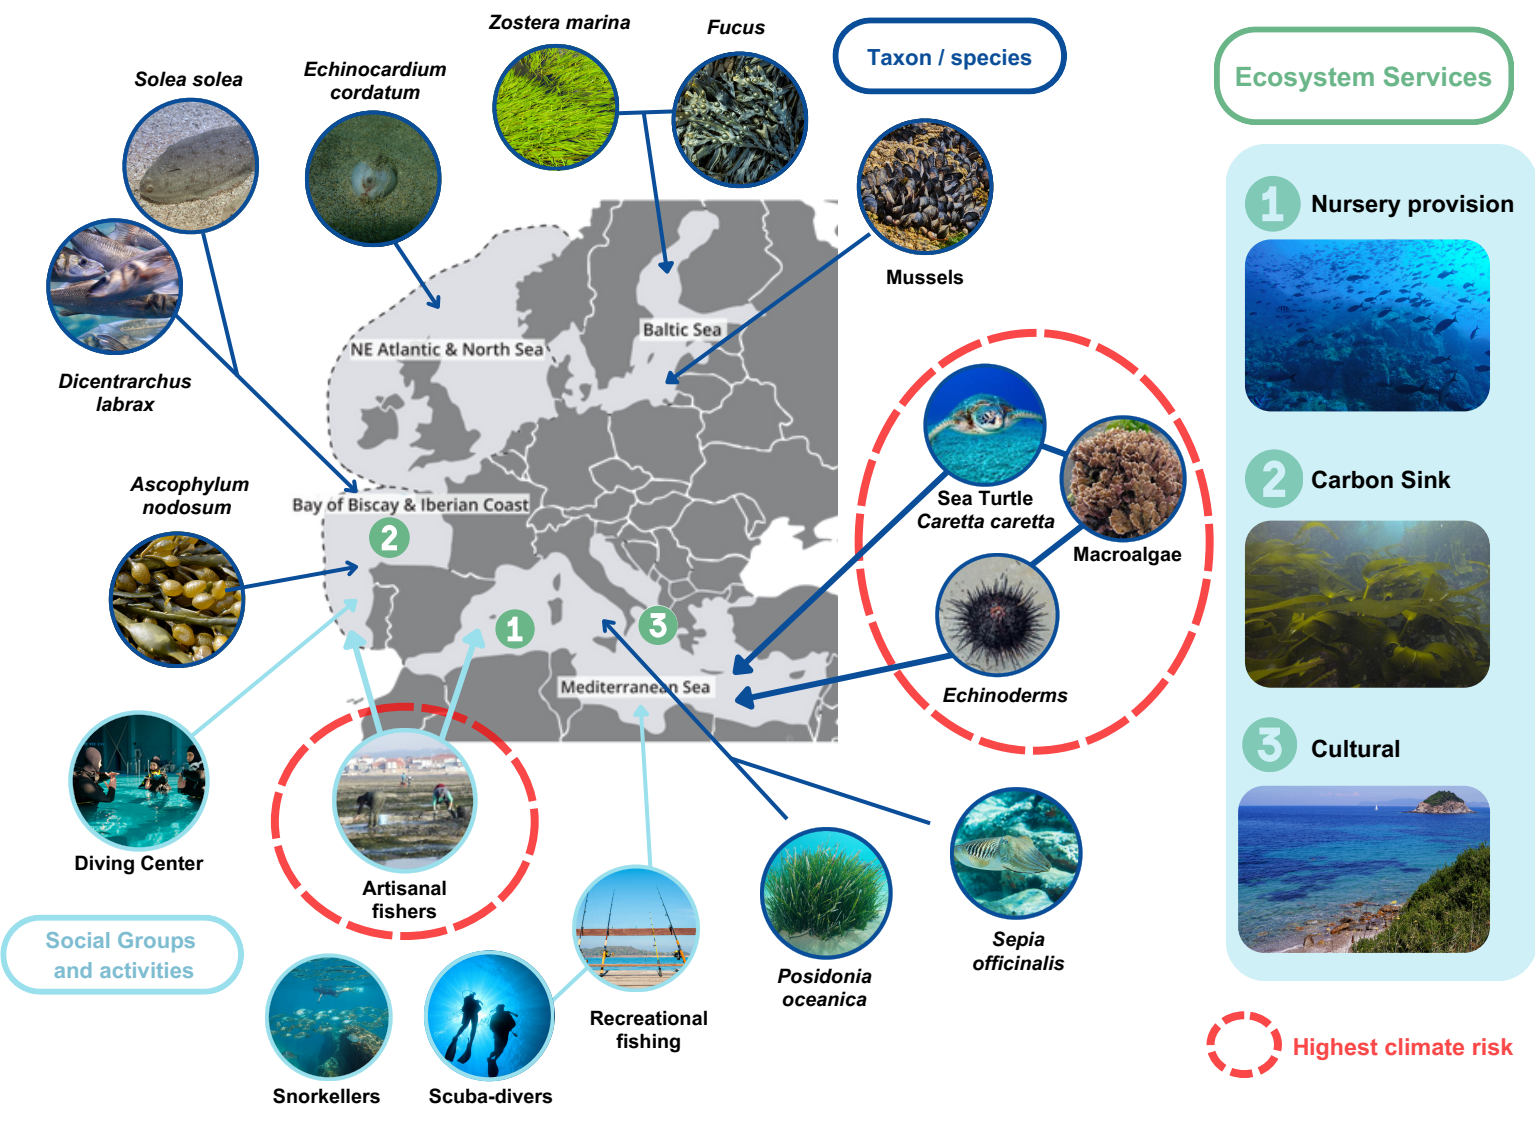 Zostera marina
Fucus
Taxon / species
Ecosystem Services
Solea solea
Echinocardium
cordatum
Mussels
1
Nursery provision
Dicentrarchus
labrax
NE Atlantic & North Sea
Baltic Sea
Ascophylum
nodosum
Bay of Biscay & Iberian Coast
2
Sea Turtle
Caretta caretta
Macroalgae
2
Carbon Sink
1
3
Echinoderms
Mediterranean Sea
3
Cultural
Diving Center
Artisanal
fishers
Social Groups
and activities
Recreational
fishing
Snorkellers
Scuba-divers
Posidonia
oceanica
Sepia
officinalis
Highest climate risk